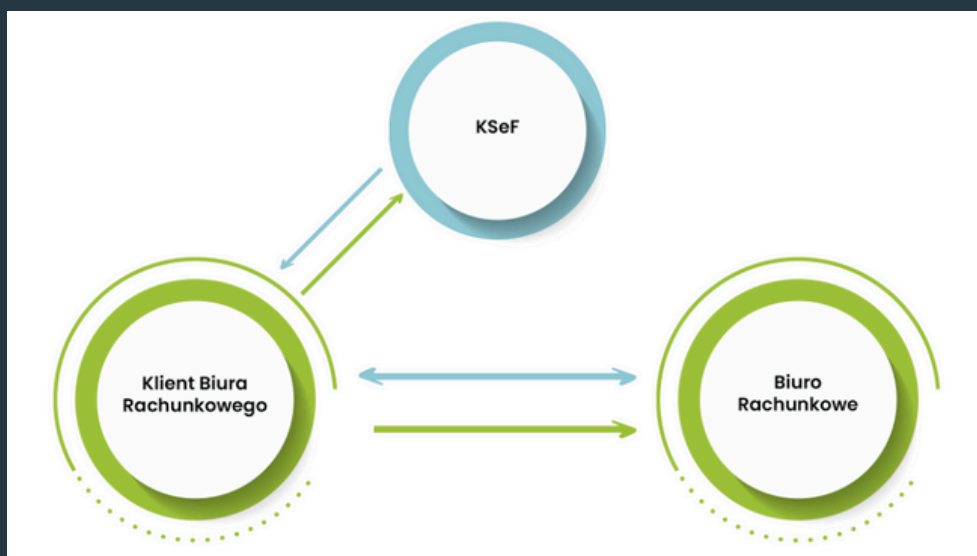 KSeF
Klient Biura
Rachunkowego
Biuro
Rachunkowe